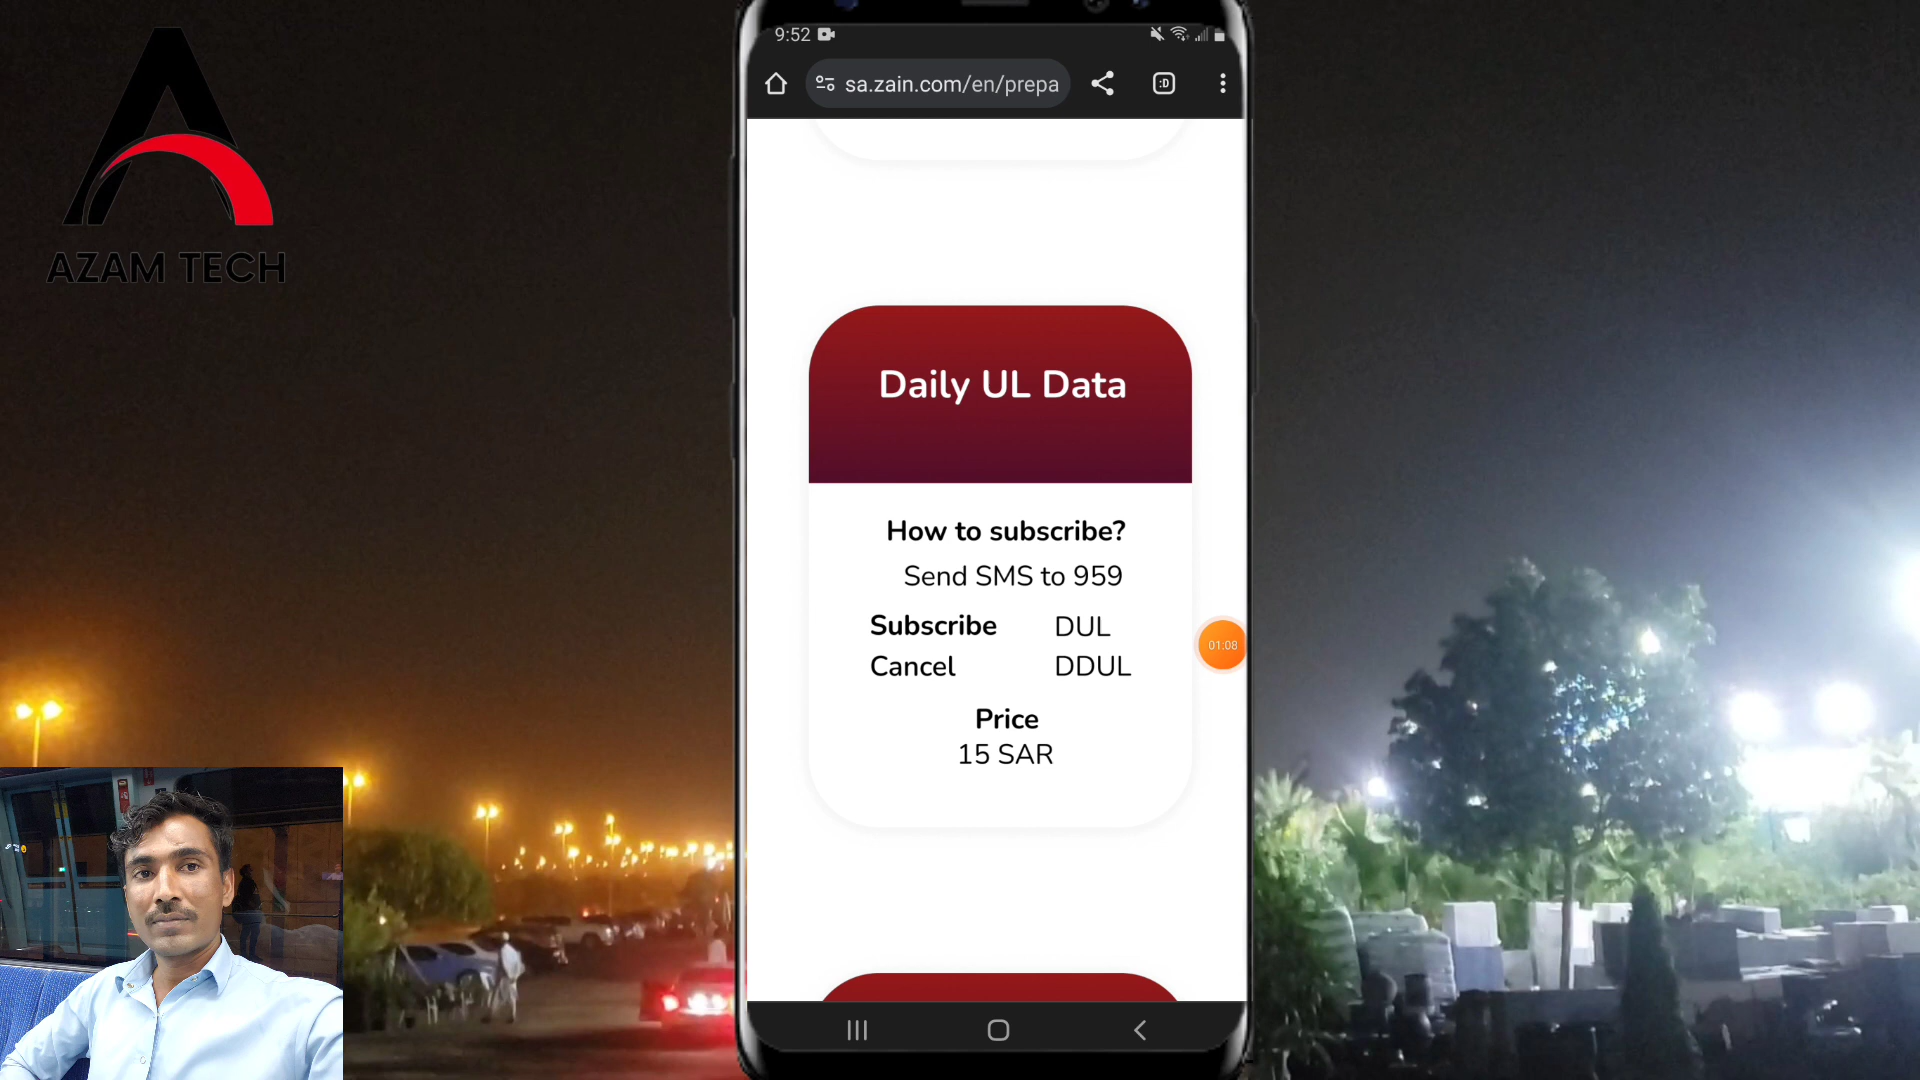 AZAM TECH
9:52
sa.zain.com/en/prepa
:D
Daily UL Data
How to subscribe?
Send SMS to 959
Subscribe DUL
Cancel DDUL
Price
15 SAR
01:08